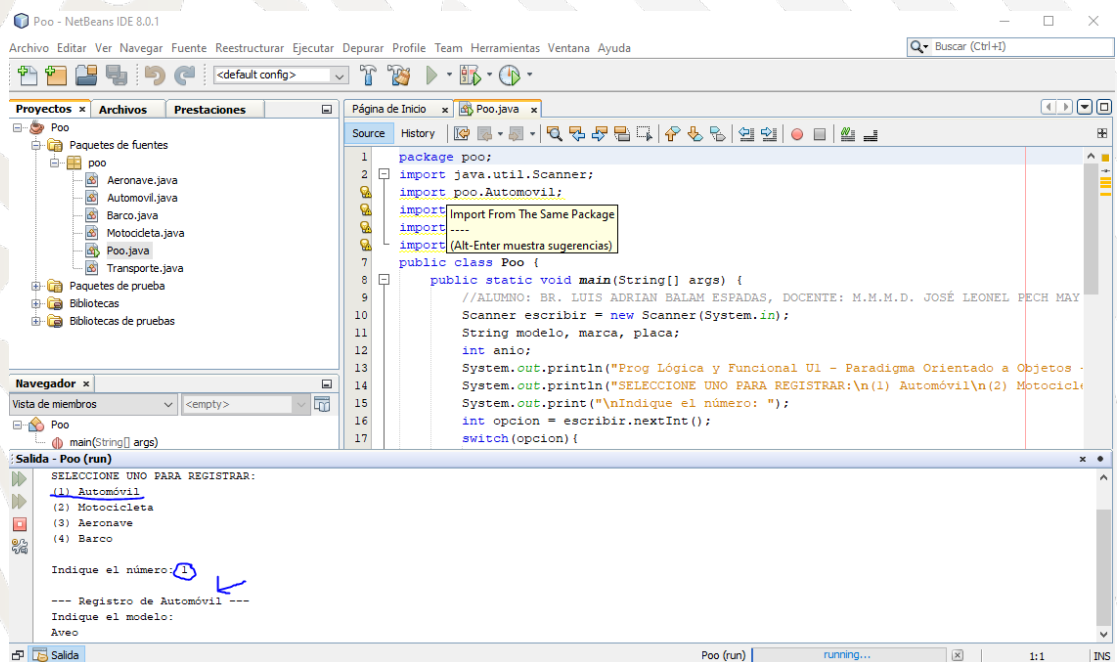 Poo - NetBeans IDE 8.0.1
Archivo Editar Ver Navegar Fuente Reestructurar Ejecutar Depurar Profile Team Herramientas Ventana Ayuda
Buscar (Ctrl+I)
<default config>
Proyectos Archivos Prestaciones
Poo
Paquetes de fuentes
poo
Aeronave.java
Automovil.java
Barco.java
Motocicleta.java
Poo.java
Transporte.java
Paquetes de prueba
Bibliotecas
Bibliotecas de pruebas
Navegador
Vista de miembros <empty>
Poo
main(String[] args)
Página de Inicio Poo.java
Source History
1 package poo;
2 import java.util.Scanner;
import poo.Automovil;
import
import
import
Import From The Same Package
----
(Alt-Enter muestra sugerencias)
7 public class Poo {
8 public static void main(String[] args) {
9 //ALUMNO: BR. LUIS ADRIAN BALAM ESPADAS, DOCENTE: M.M.M.D. JOSÉ LEONEL PECH MAY
10 Scanner escribir = new Scanner(System.in);
11 String modelo, marca, placa;
12 int anio;
13 System.out.println("Prog Lógica y Funcional U1 - Paradigma Orientado a Objetos -
14 System.out.println("SELECCIONE UNO PARA REGISTRAR:\n(1) Automóvil\n(2) Motocicle
15 System.out.print("\nIndique el número: ");
16 int opcion = escribir.nextInt();
17 switch(opcion){
Salida - Poo (run)
SELECCIONE UNO PARA REGISTRAR:
(1) Automóvil
(2) Motocicleta
(3) Aeronave
(4) Barco
Indique el número: 1
--- Registro de Automóvil ---
Indique el modelo:
Aveo
Salida
Poo (run) running... 1:1 INS